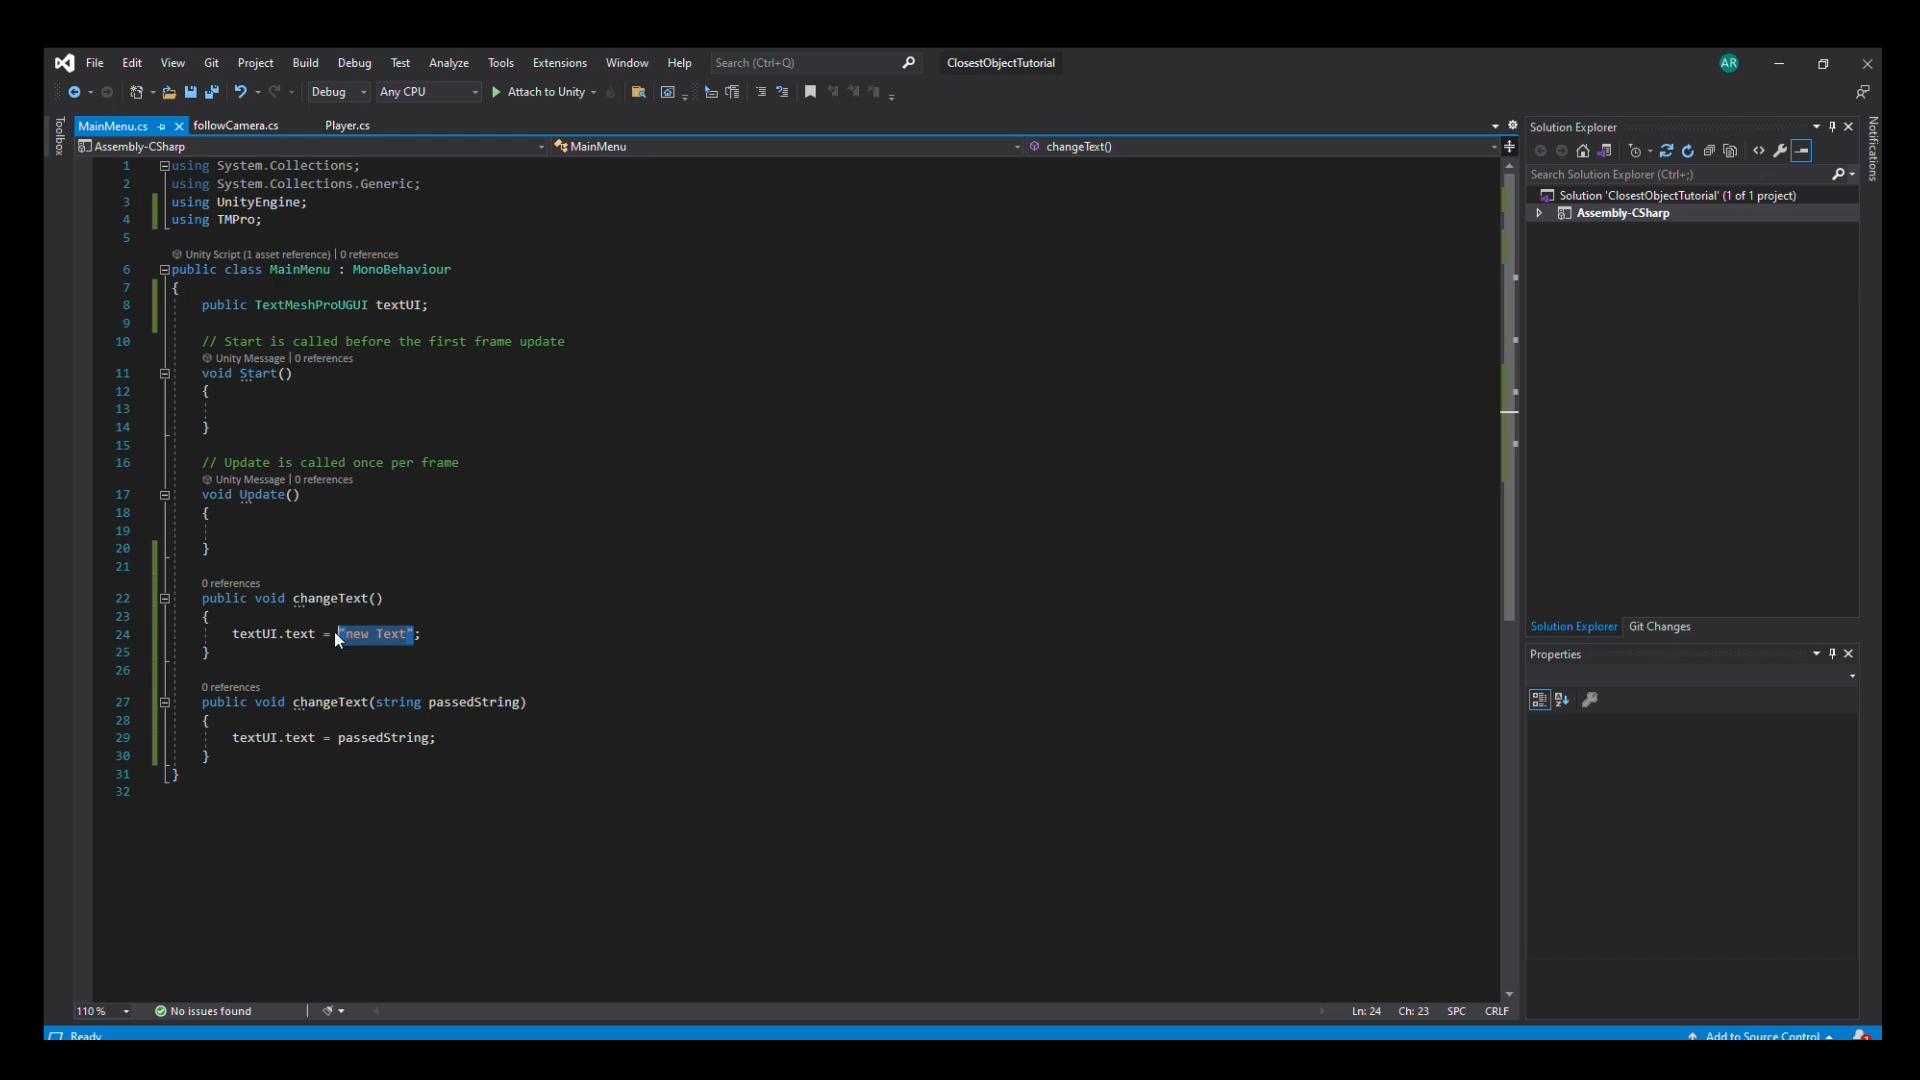 File Edit View Git Project Build Debug Test Analyze Tools Extensions Window Help Search (Ctrl+Q) ClosestObjectTutorial AR
Debug Any CPU Attach to Unity
MainMenu.cs followCamera.cs Player.cs
Assembly-CSharp MainMenu changeText()
Toolbox
1 using System.Collections;
2 using System.Collections.Generic;
3 using UnityEngine;
4 using TMPro;
5
Unity Script (1 asset reference) | 0 references
6 public class MainMenu : MonoBehaviour
7 {
8 public TextMeshProUGUI textUI;
9
10 // Start is called before the first frame update
Unity Message | 0 references
11 void Start()
12 {
13
14 }
15
16 // Update is called once per frame
Unity Message | 0 references
17 void Update()
18 {
19
20 }
21
0 references
22 public void changeText()
23 {
24 textUI.text = "new Text";
25 }
26
0 references
27 public void changeText(string passedString)
28 {
29 textUI.text = passedString;
30 }
31 }
32
110 % No issues found Ln: 24 Ch: 23 SPC CRLF
Solution Explorer
Search Solution Explorer (Ctrl+;)
Solution 'ClosestObjectTutorial' (1 of 1 project)
Assembly-CSharp
Solution Explorer Git Changes
Properties
Notifications
Ready Add to Source Control